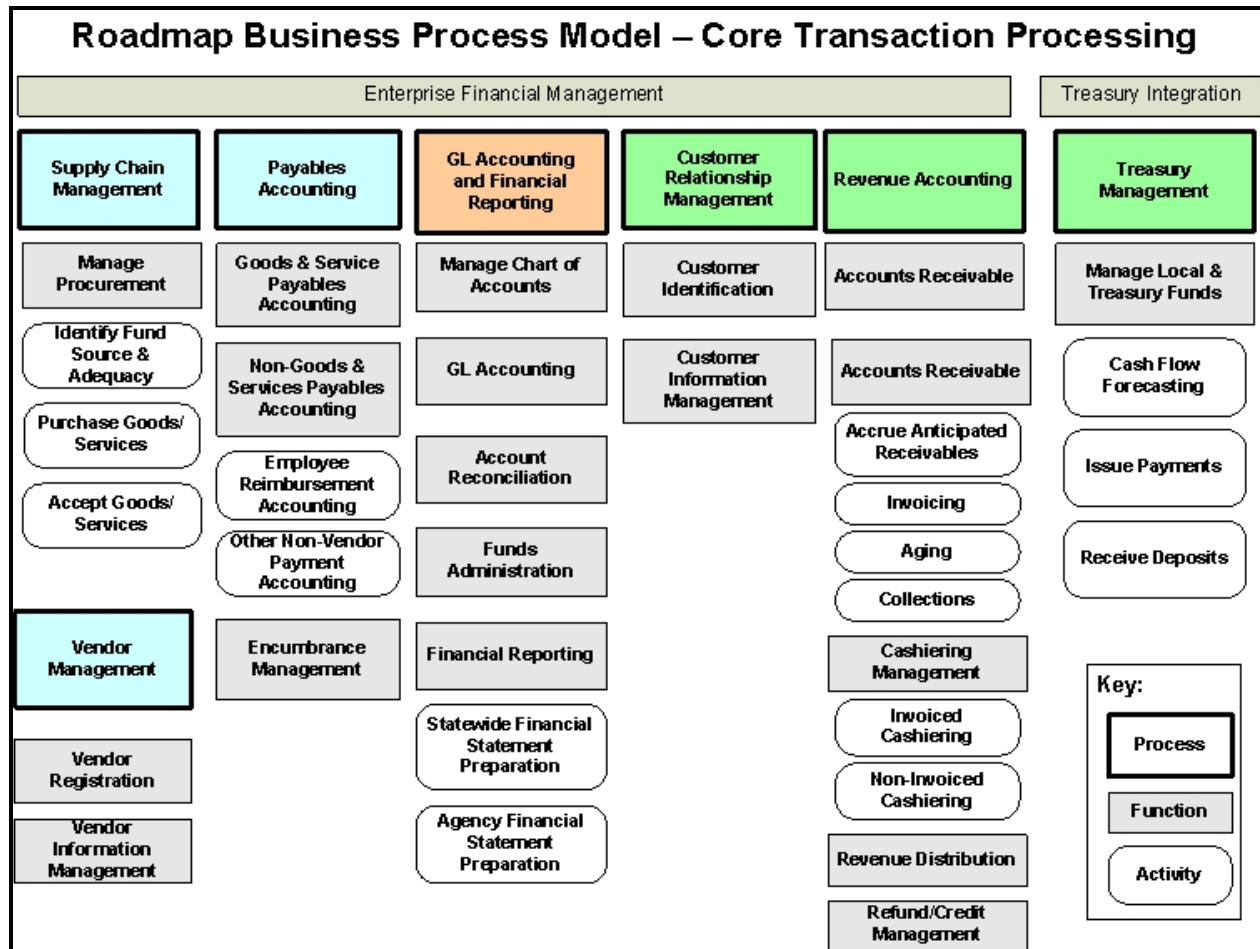 Roadmap Business Process Model – Core Transaction Processing
Enterprise Financial Management
Treasury Integration
Supply Chain
Management
Manage
Procurement
Identify Fund
Source &
Adequacy
Purchase Goods/
Services
Accept Goods/
Services
Vendor
Management
Vendor
Registration
Vendor
Information
Management
Payables
Accounting
Goods & Service
Payables
Accounting
Non-Goods &
Services Payables
Accounting
Employee
Reimbursement
Accounting
Other Non-Vendor
Payment
Accounting
Encumbrance
Management
GL Accounting
and Financial
Reporting
Manage Chart of
Accounts
GL Accounting
Account
Reconciliation
Funds
Administration
Financial Reporting
Statewide Financial
Statement
Preparation
Agency Financial
Statement
Preparation
Customer
Relationship
Management
Customer
Identification
Customer
Information
Management
Revenue Accounting
Accounts Receivable
Accounts Receivable
Accrue Anticipated
Receivables
Invoicing
Aging
Collections
Cashiering
Management
Invoiced
Cashiering
Non-Invoiced
Cashiering
Revenue Distribution
Refund/Credit
Management
Treasury
Management
Manage Local &
Treasury Funds
Cash Flow
Forecasting
Issue Payments
Receive Deposits
Key:
Process
Function
Activity